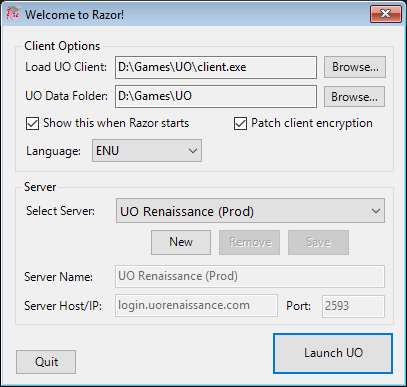 Welcome to Razor!
Client Options
Load UO Client: D:\Games\UO\client.exe Browse...
UO Data Folder: D:\Games\UO Browse...
Show this when Razor starts Patch client encryption
Language: ENU
Server
Select Server: UO Renaissance (Prod)
New Remove Save
Server Name: UO Renaissance (Prod)
Server Host/IP: login.uorenaissance.com Port: 2593
Quit Launch UO